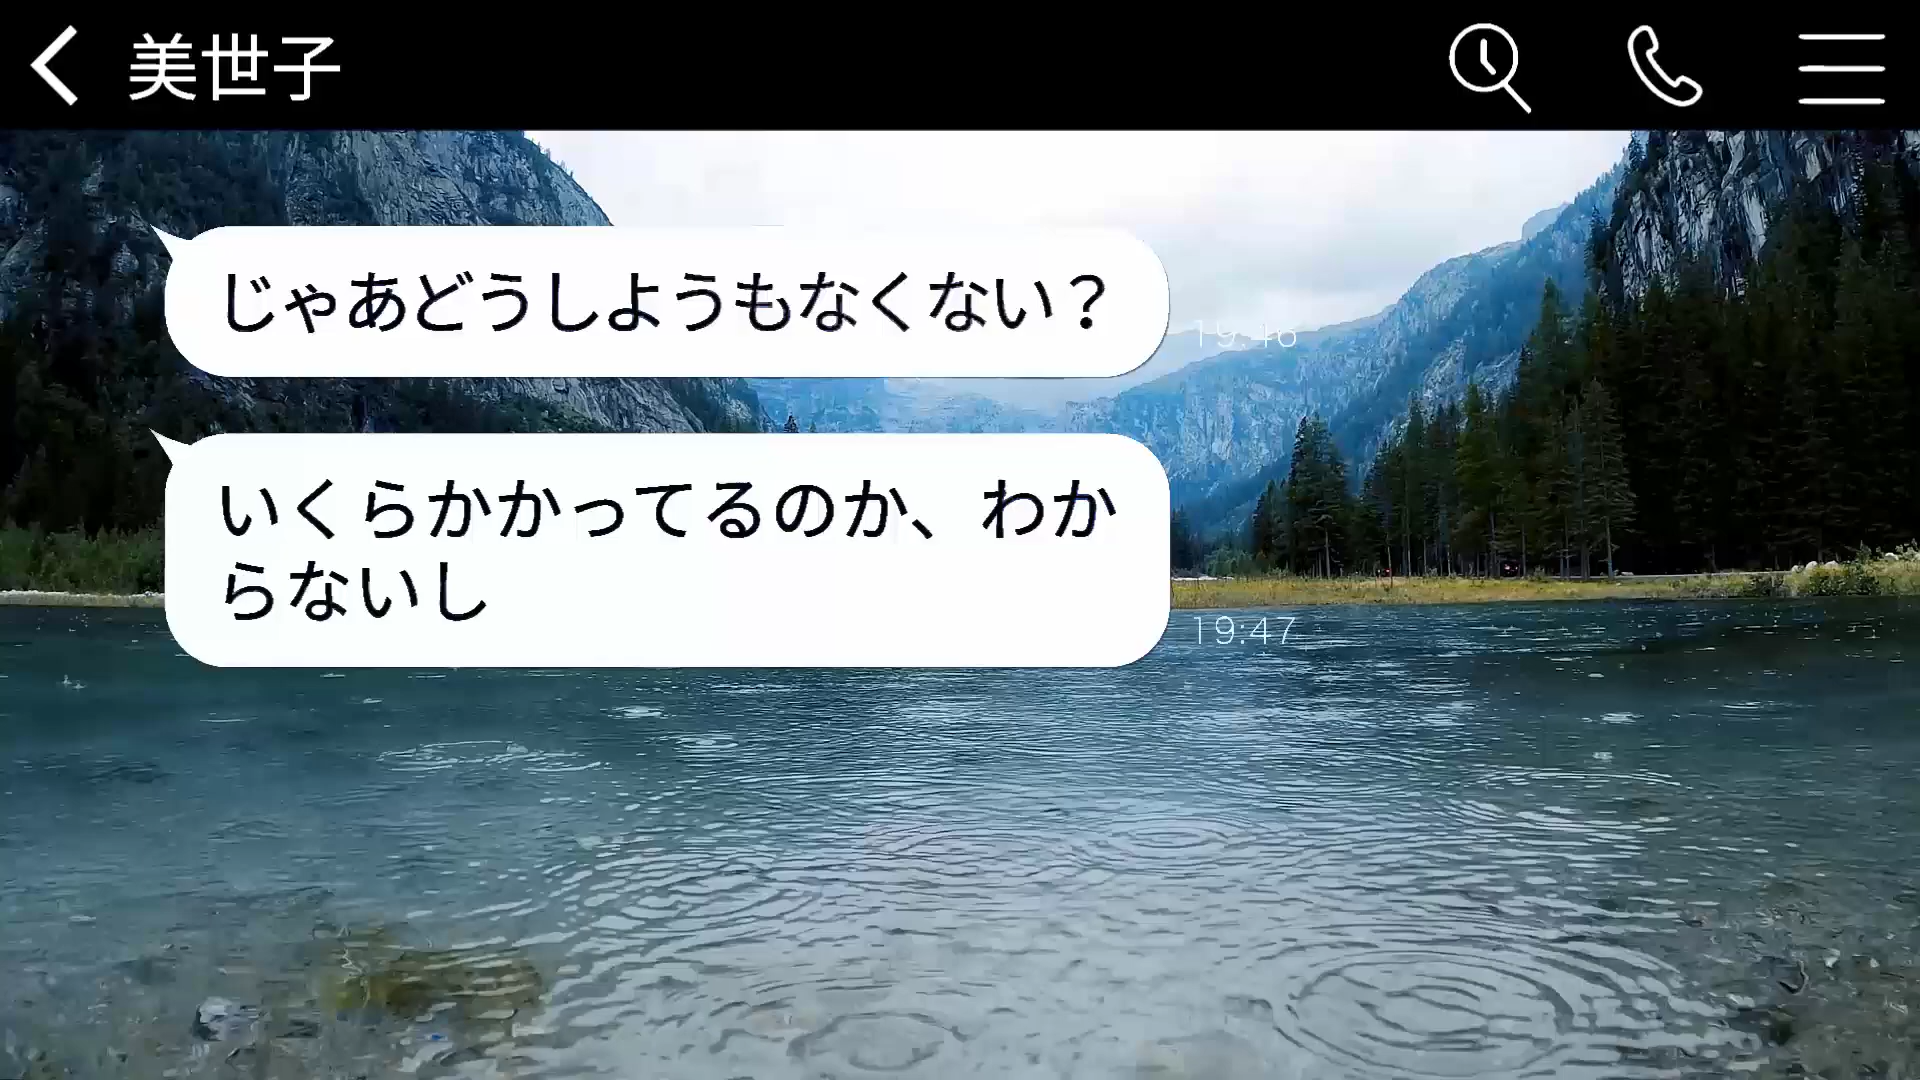 美世子
じゃあどうしようもなくない？
19:46
いくらかかってるのか、わか
らないし
19:47